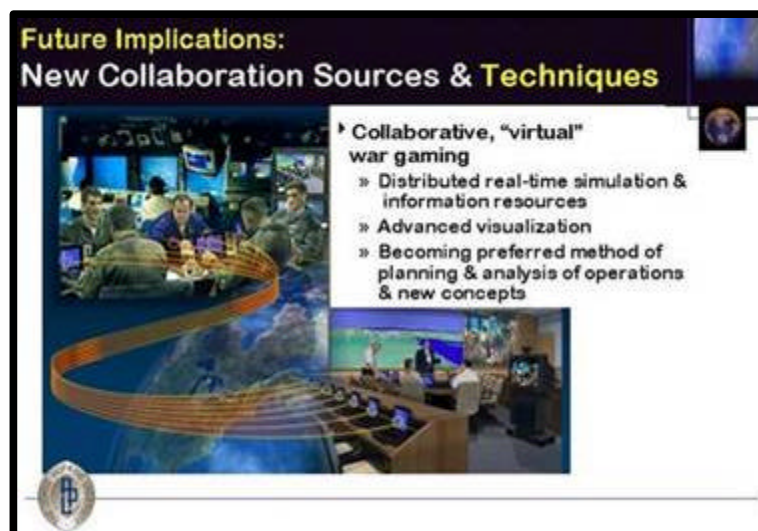 Future Implications:
New Collaboration Sources & Techniques
Collaborative, "virtual"
war gaming
» Distributed real-time simulation &
information resources
» Advanced visualization
» Becoming preferred method of
planning & analysis of operations
& new concepts